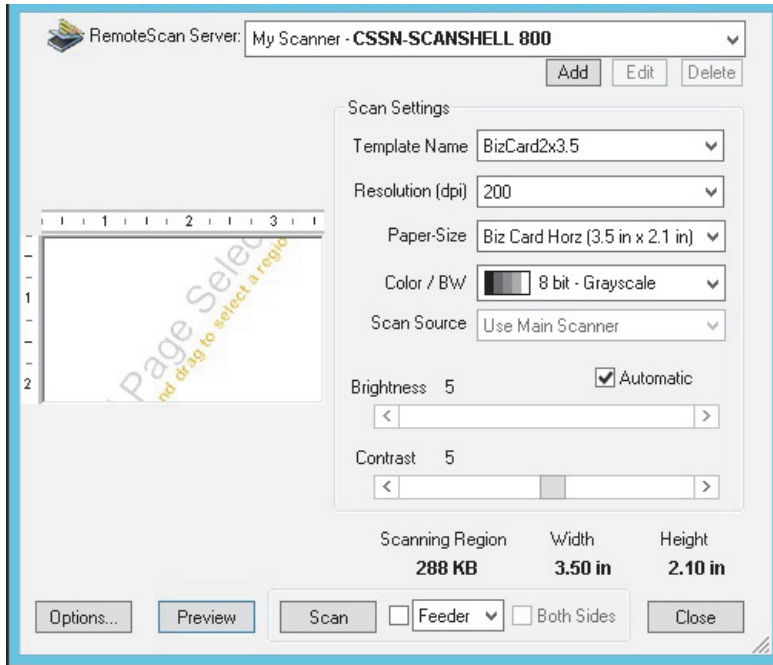 RemoteScan Server: My Scanner - CSSN-SCANSHELL 800
Add Edit Delete
Scan Settings
Template Name BizCard2x3.5
Resolution (dpi) 200
Paper-Size Biz Card Horz (3.5 in x 2.1 in)
Color / BW 8 bit - Grayscale
Scan Source Use Main Scanner
1 2 3
1
2
Page Selec
nd drag to select a regio
Brightness 5 Automatic
Contrast 5
Scanning Region Width Height
288 KB 3.50 in 2.10 in
Options... Preview Scan Feeder Both Sides Close